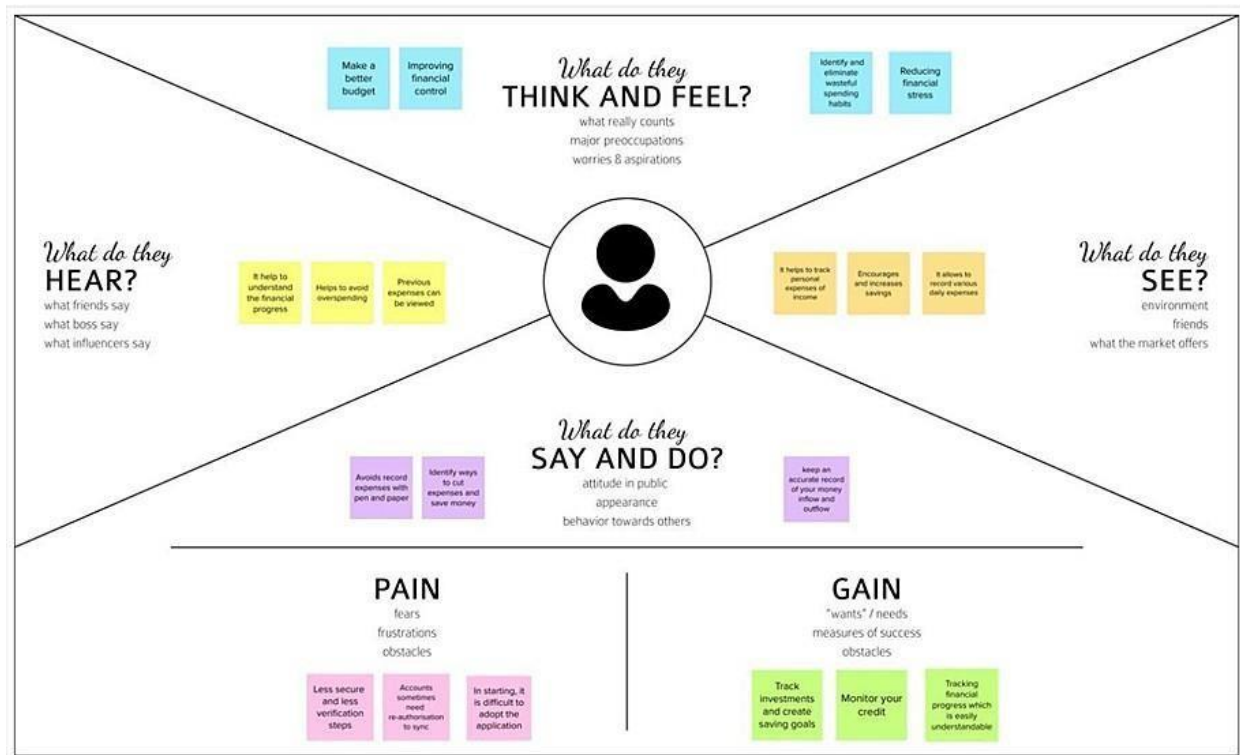 What do they
THINK AND FEEL?
what really counts
major preoccupations
worries & aspirations
Make a
better
budget
Improving
financial
control
Identify and
eliminate
wasteful
spending
habits
Reducing
financial
stress
What do they
HEAR?
what friends say
what boss say
what influencers say
It help to
understand
the financial
progress
Helps to avoid
overspending
Previous
expenses can
be viewed
It helps to track
personal
expenses of
income
Encourages
and increases
savings
It allows to
record various
daily expenses
What do they
SEE?
environment
friends
what the market offers
What do they
SAY AND DO?
attitude in public
appearance
behavior towards others
Avoids record
expenses with
pen and paper
Identify ways
to cut
expenses and
save money
keep an
accurate record
of your money
inflow and
outflow
PAIN
fears
frustrations
obstacles
Less secure
and less
verification
steps
Accounts
sometimes
need
re-authorisation
to sync
In starting, it
is difficult to
adopt the
application
GAIN
"wants" / needs
measures of success
obstacles
Track
investments
and create
saving goals
Monitor your
credit
Tracking
financial
progress which
is easily
understandable